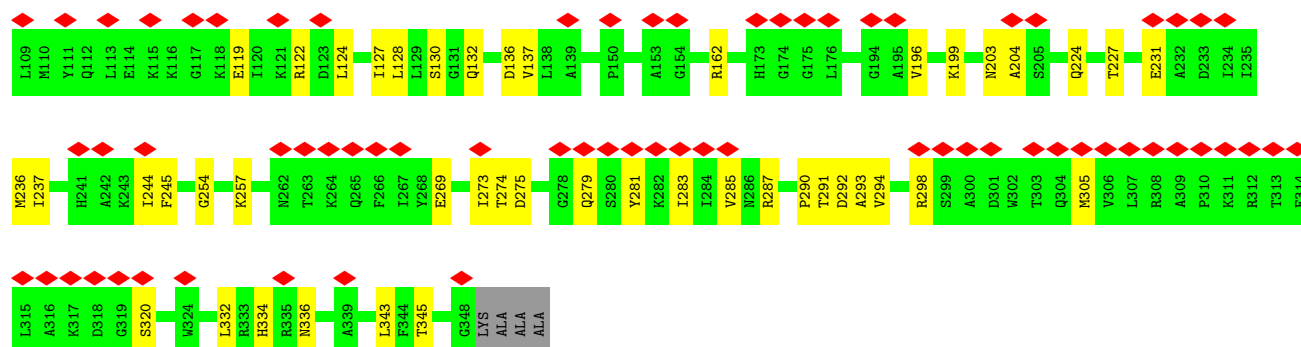 L109 M110 Y111 Q112 L113 E114 K115 K116 G117 K118 E119 I120 K121 R122 D123 L124 I127 L128 L129 S130 G131 Q132 D136 V137 L138 A139 P150 A153 G154 R162 H173 G174 G175 L176 G194 A195 V196 K199 N203 A204 S205 Q224 T227 E231 A232 D233 I234 I235
M236 I237 H241 A242 K243 I244 F245 G254 K257 N262 T263 K264 Q265 F266 I267 Y268 E269 I273 T274 D275 G278 Q279 S280 Y281 K282 I283 I284 V285 N286 R287 P290 T291 D292 A293 V294 R298 S299 A300 D301 W302 T303 Q304 M305 V306 L307 R308 A309 P310 K311 R312 T313 E314
L315 A316 K317 D318 G319 S320 W324 L332 R333 H334 R335 N336 A339 L343 F344 T345 G348 LYS ALA ALA ALA